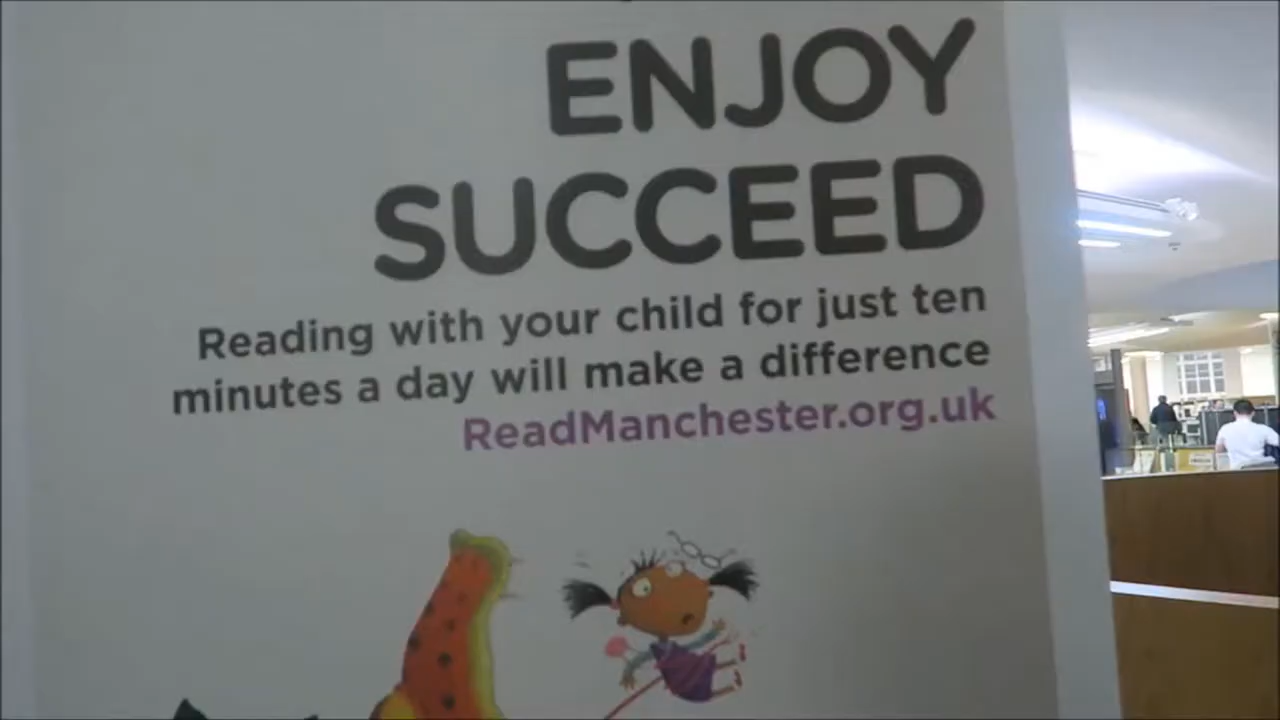 ENJOY
SUCCEED
Reading with your child for just ten
minutes a day will make a difference
ReadManchester.org.uk